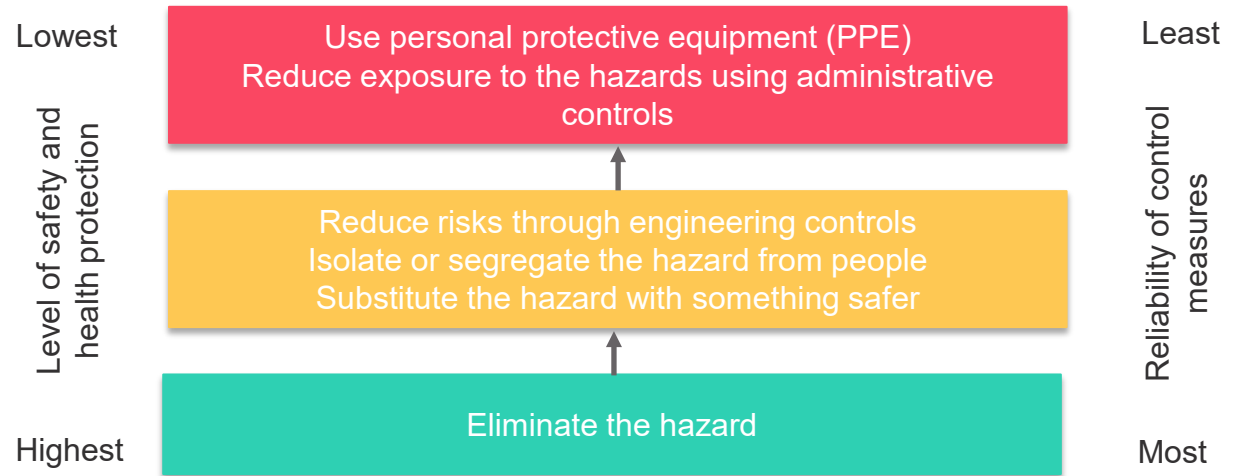 Lowest
Use personal protective equipment (PPE)
Reduce exposure to the hazards using administrative
controls
Least
Level of safety and
health protection
Reduce risks through engineering controls
Isolate or segregate the hazard from people
Substitute the hazard with something safer
Reliability of control
measures
Eliminate the hazard
Highest
Most